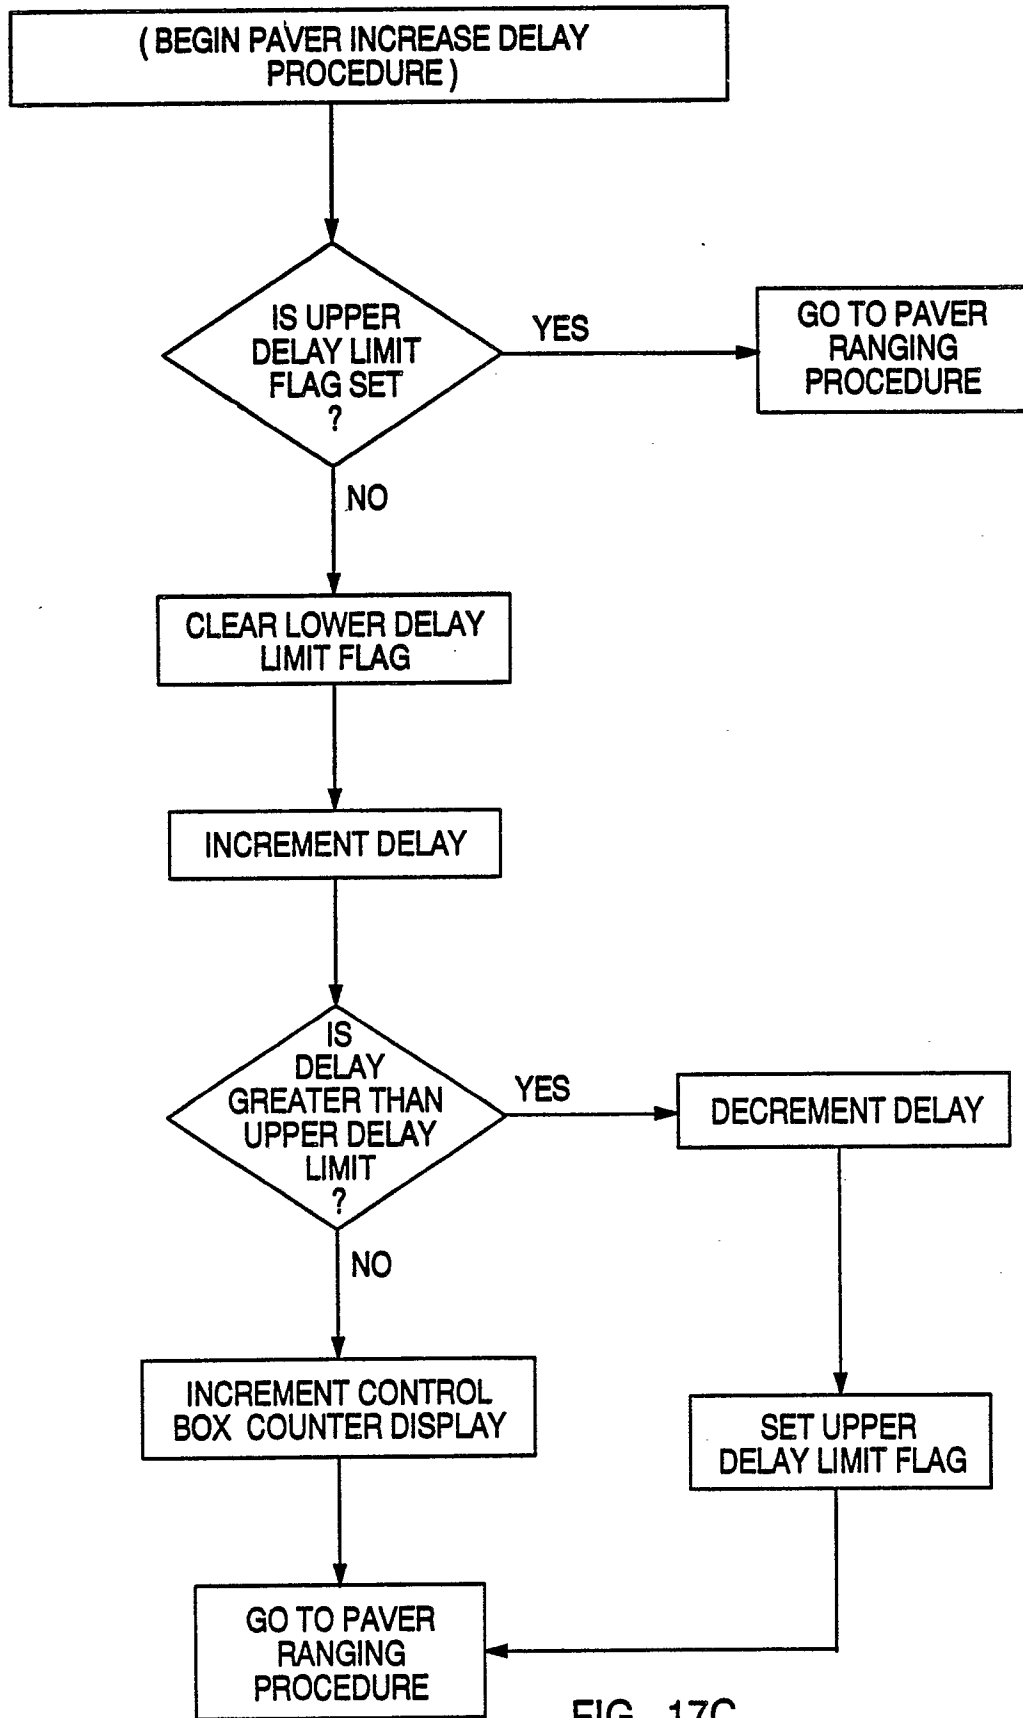 ( BEGIN PAVER INCREASE DELAY
PROCEDURE )
IS UPPER
DELAY LIMIT
FLAG SET
?
YES
GO TO PAVER
RANGING
PROCEDURE
NO
CLEAR LOWER DELAY
LIMIT FLAG
INCREMENT DELAY
IS
DELAY
GREATER THAN
UPPER DELAY
LIMIT
?
YES
DECREMENT DELAY
NO
INCREMENT CONTROL
BOX COUNTER DISPLAY
SET UPPER
DELAY LIMIT FLAG
GO TO PAVER
RANGING
PROCEDURE
FIG. 17C